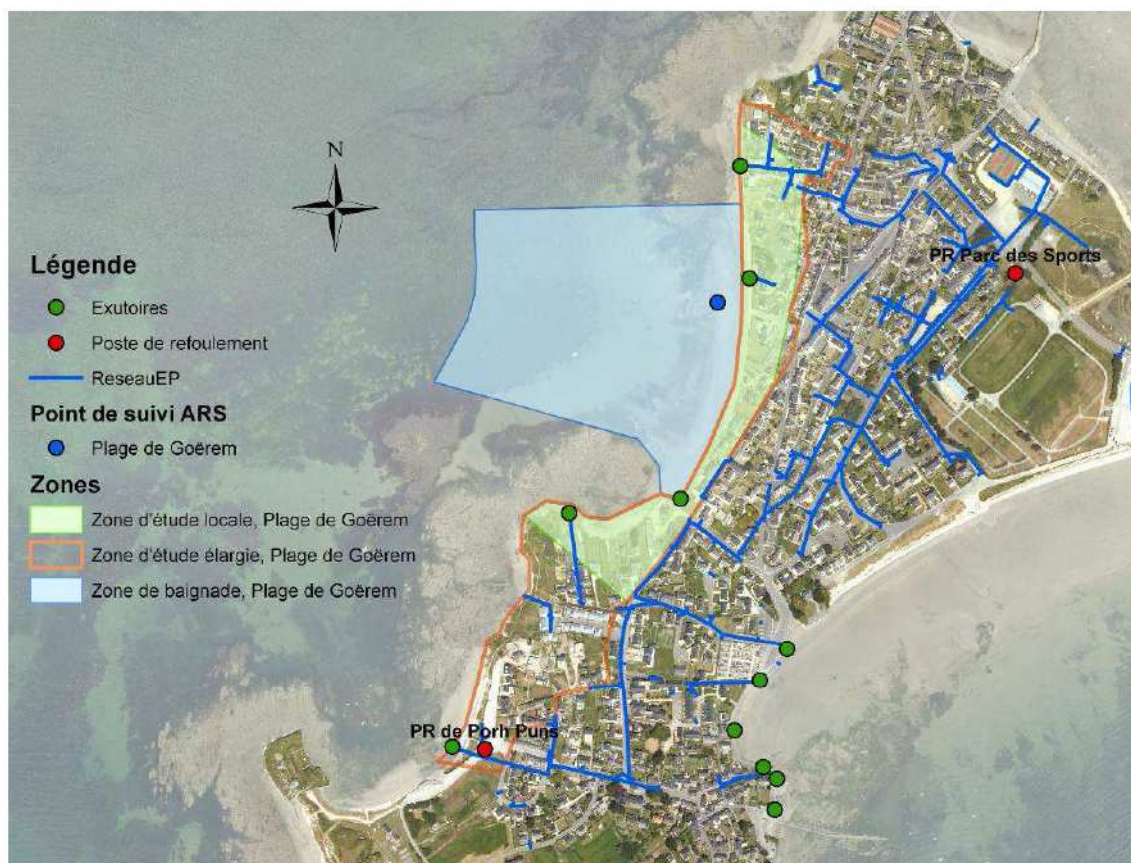 N
Légende
Exutoires
Poste de refoulement
ReseauEP
Point de suivi ARS
Plage de Goërem
Zones
Zone d'étude locale, Plage de Goërem
Zone d'étude élargie, Plage de Goërem
Zone de baignade, Plage de Goërem
PR Parc des Sports
PR de Porh Puns